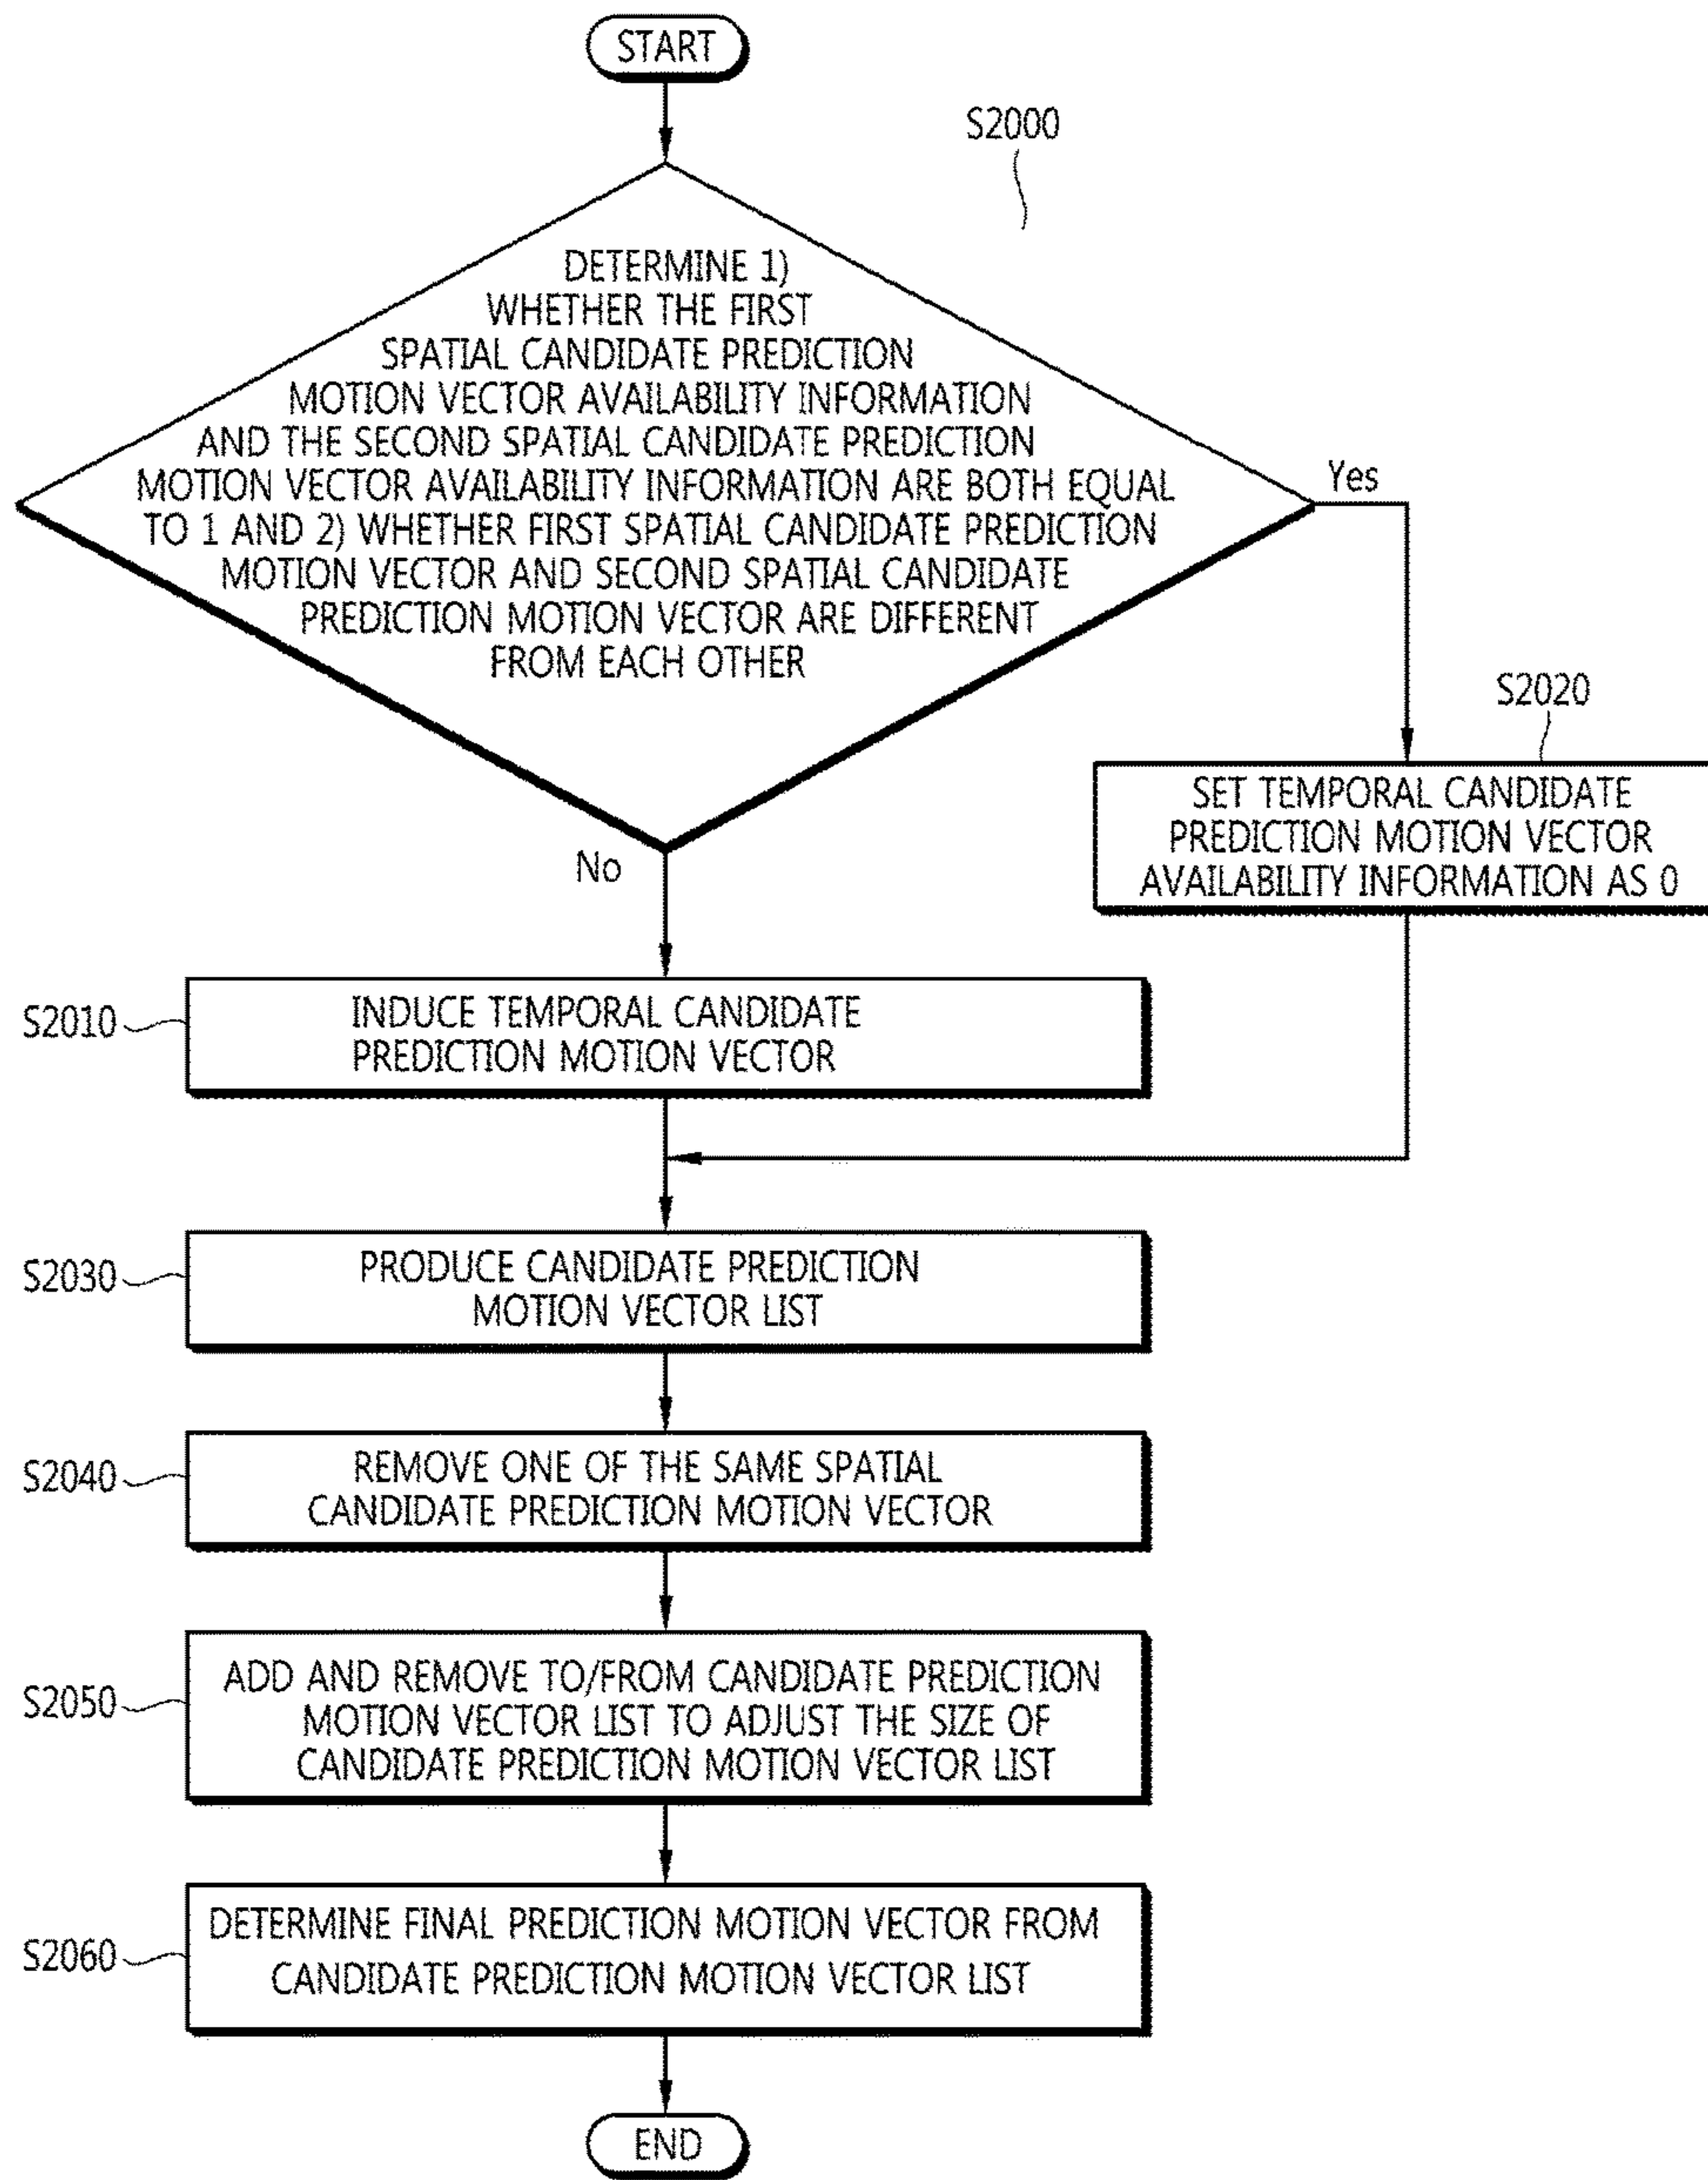 START
S2000
DETERMINE 1)
WHETHER THE FIRST
SPATIAL CANDIDATE PREDICTION
MOTION VECTOR AVAILABILITY INFORMATION
AND THE SECOND SPATIAL CANDIDATE PREDICTION
MOTION VECTOR AVAILABILITY INFORMATION ARE BOTH EQUAL
TO 1 AND 2) WHETHER FIRST SPATIAL CANDIDATE PREDICTION
MOTION VECTOR AND SECOND SPATIAL CANDIDATE
PREDICTION MOTION VECTOR ARE DIFFERENT
FROM EACH OTHER
Yes
S2020
SET TEMPORAL CANDIDATE
PREDICTION MOTION VECTOR
AVAILABILITY INFORMATION AS 0
No
S2010
INDUCE TEMPORAL CANDIDATE
PREDICTION MOTION VECTOR
S2030
PRODUCE CANDIDATE PREDICTION
MOTION VECTOR LIST
S2040
REMOVE ONE OF THE SAME SPATIAL
CANDIDATE PREDICTION MOTION VECTOR
S2050
ADD AND REMOVE TO/FROM CANDIDATE PREDICTION
MOTION VECTOR LIST TO ADJUST THE SIZE OF
CANDIDATE PREDICTION MOTION VECTOR LIST
S2060
DETERMINE FINAL PREDICTION MOTION VECTOR FROM
CANDIDATE PREDICTION MOTION VECTOR LIST
END